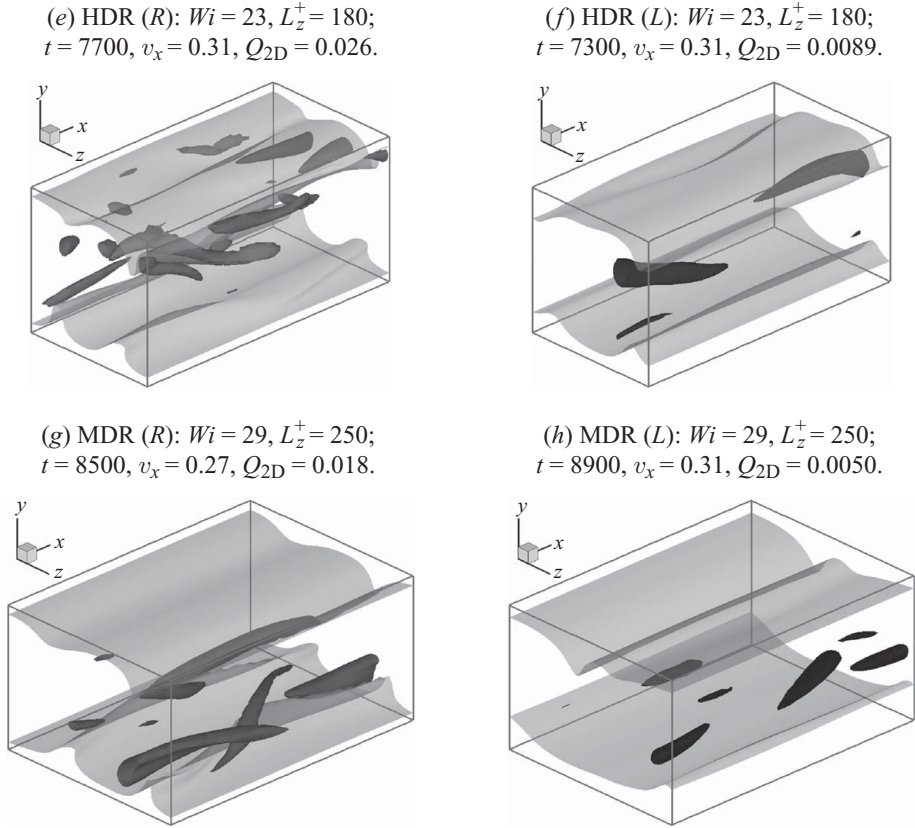 (e) HDR (R): Wi = 23, L_z^+ = 180;
t = 7700, v_x = 0.31, Q_2D = 0.026.
(f) HDR (L): Wi = 23, L_z^+ = 180;
t = 7300, v_x = 0.31, Q_2D = 0.0089.
y
x
z
y
x
z
(g) MDR (R): Wi = 29, L_z^+ = 250;
t = 8500, v_x = 0.27, Q_2D = 0.018.
(h) MDR (L): Wi = 29, L_z^+ = 250;
t = 8900, v_x = 0.31, Q_2D = 0.0050.
y
x
z
y
x
z